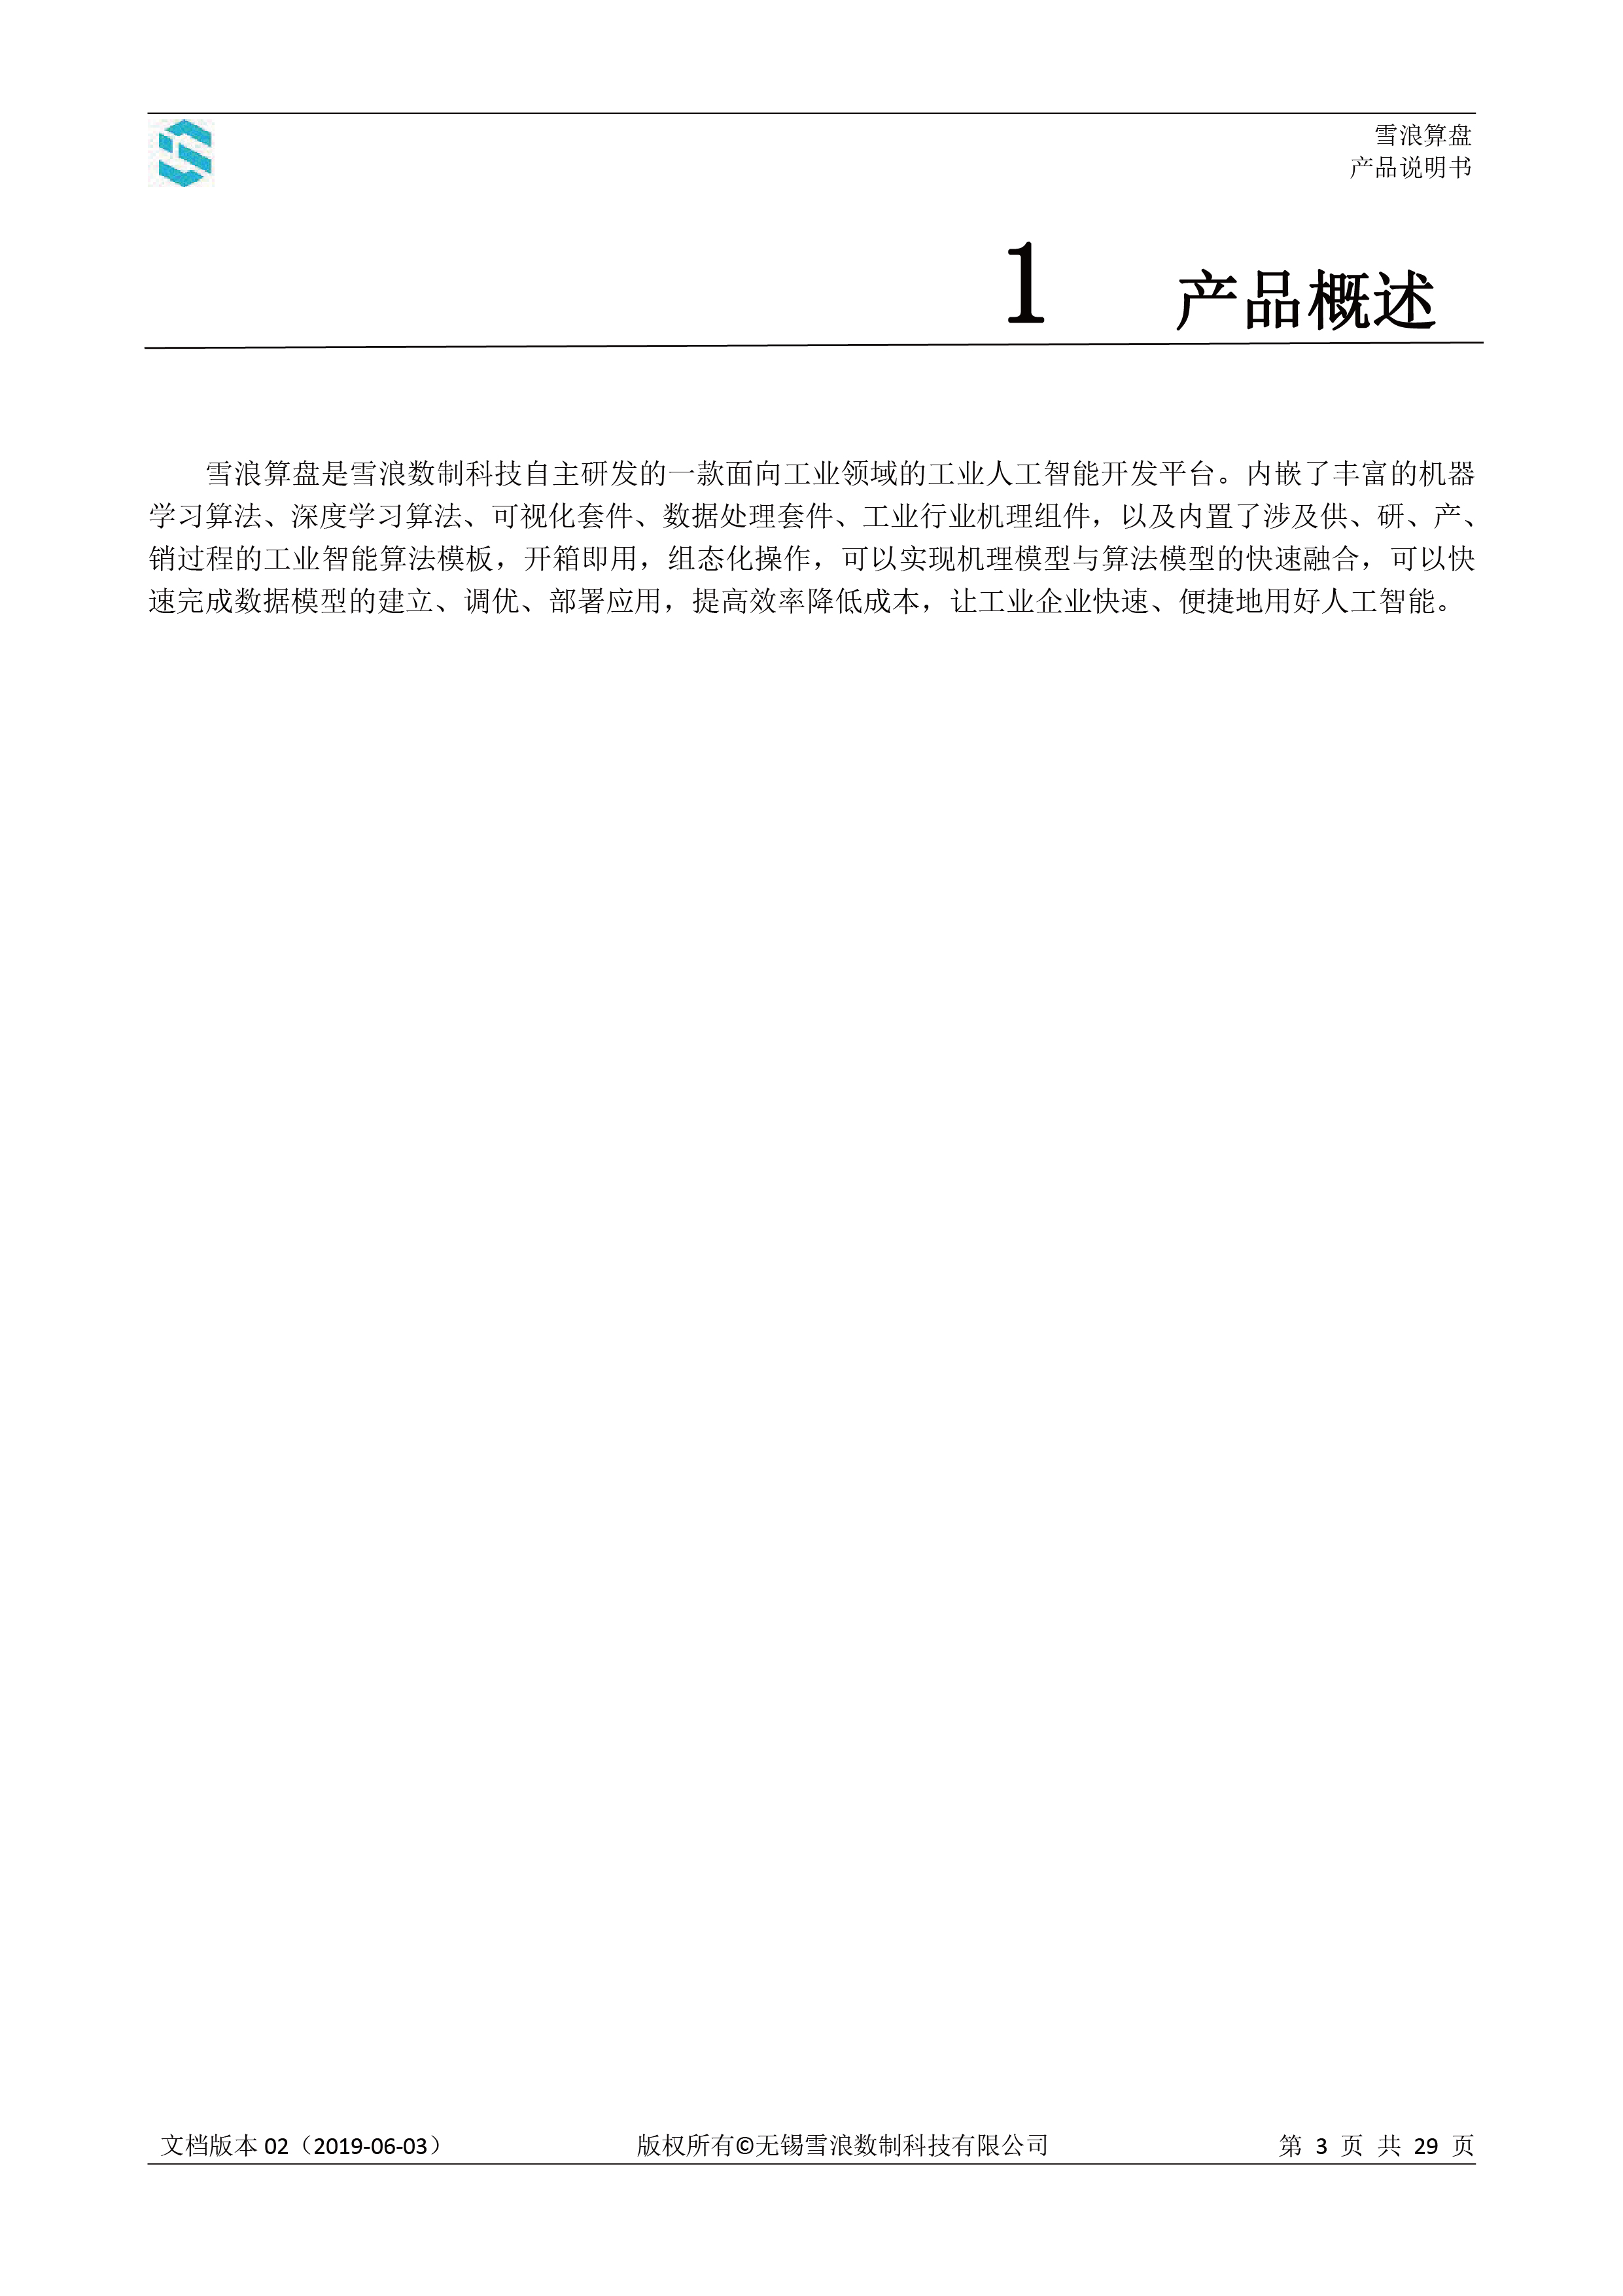 雪浪算盘
产品说明书
1 产品概述
雪浪算盘是雪浪数制科技自主研发的一款面向工业领域的工业人工智能开发平台。内嵌了丰富的机器
学习算法、深度学习算法、可视化套件、数据处理套件、工业行业机理组件，以及内置了涉及供、研、产、
销过程的工业智能算法模板，开箱即用，组态化操作，可以实现机理模型与算法模型的快速融合，可以快
速完成数据模型的建立、调优、部署应用，提高效率降低成本，让工业企业快速、便捷地用好人工智能。
文档版本 02（2019-06-03） 版权所有©无锡雪浪数制科技有限公司 第 3 页 共 29 页